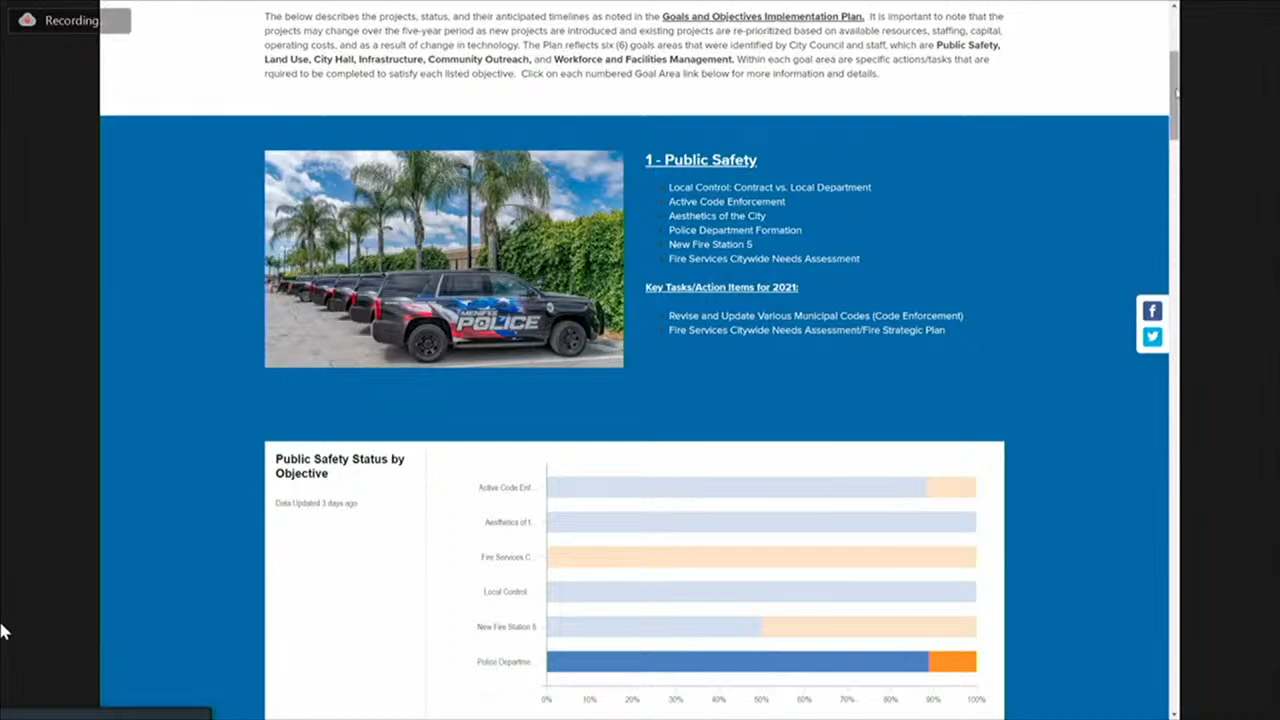 Recording
The below describes the projects, status, and their anticipated timelines as noted in the Goals and Objectives Implementation Plan. It is important to note that the
projects may change over the five-year period as new projects are introduced and existing projects are re-prioritized based on available resources, staffing, capital,
operating costs, and as a result of change in technology. The Plan reflects six (6) goals areas that were identified by City Council and staff, which are Public Safety,
Land Use, City Hall, Infrastructure, Community Outreach, and Workforce and Facilities Management. Within each goal area are specific actions/tasks that are
rquired to be completed to satisfy each listed objective. Click on each numbered Goal Area link below for more information and details.
1 - Public Safety
Local Control: Contract vs. Local Department
Active Code Enforcement
Aesthetics of the City
Police Department Formation
New Fire Station 5
Fire Services Citywide Needs Assessment
Key Tasks/Action Items for 2021:
Revise and Update Various Municipal Codes (Code Enforcement)
Fire Services Citywide Needs Assessment/Fire Strategic Plan
MENIFEE
POLICE
Public Safety Status by
Objective
Data Updated 3 days ago
Active Code Enf...
Aesthetics of t...
Fire Services C...
Local Control
New Fire Station 5
Police Departme...
0% 10% 20% 30% 40% 50% 60% 70% 80% 90% 100%